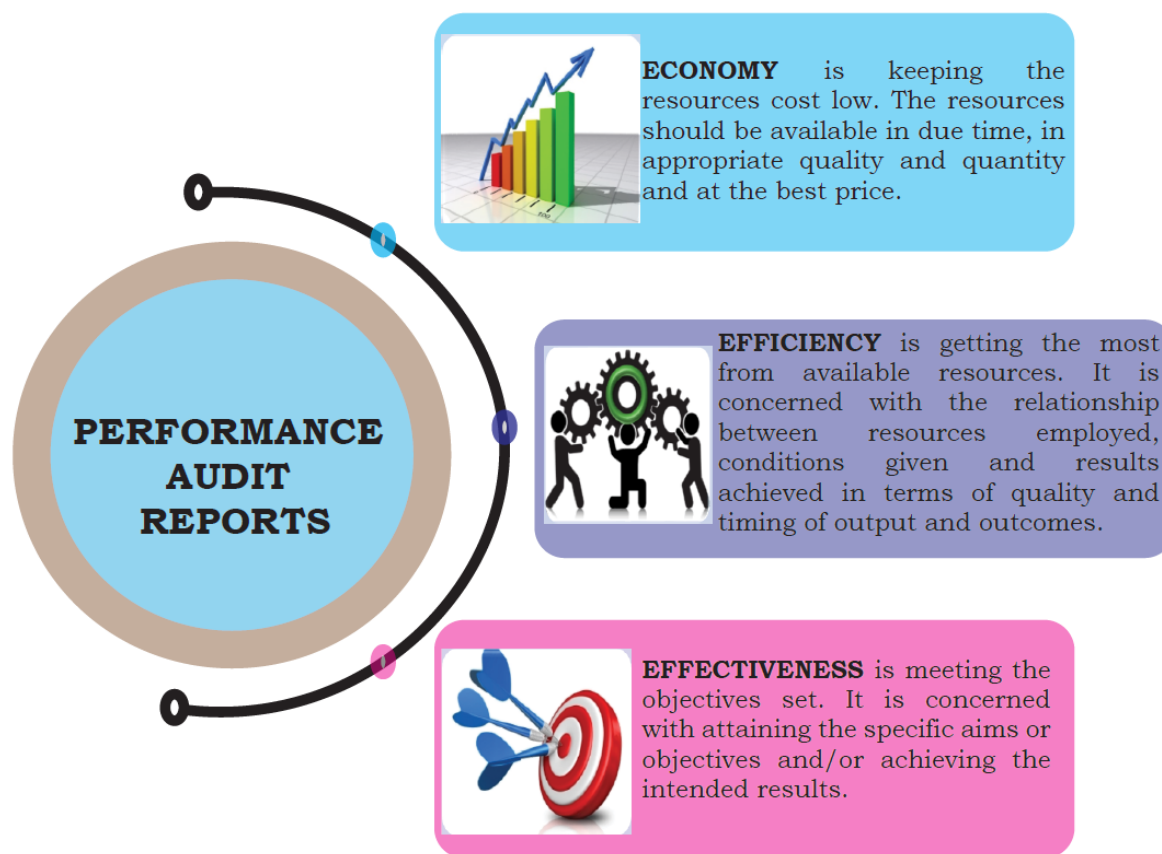 PERFORMANCE
AUDIT
REPORTS
ECONOMY is keeping the
resources cost low. The resources
should be available in due time, in
appropriate quality and quantity
and at the best price.
EFFICIENCY is getting the most
from available resources. It is
concerned with the relationship
between resources employed,
conditions given and results
achieved in terms of quality and
timing of output and outcomes.
EFFECTIVENESS is meeting the
objectives set. It is concerned
with attaining the specific aims or
objectives and/or achieving the
intended results.